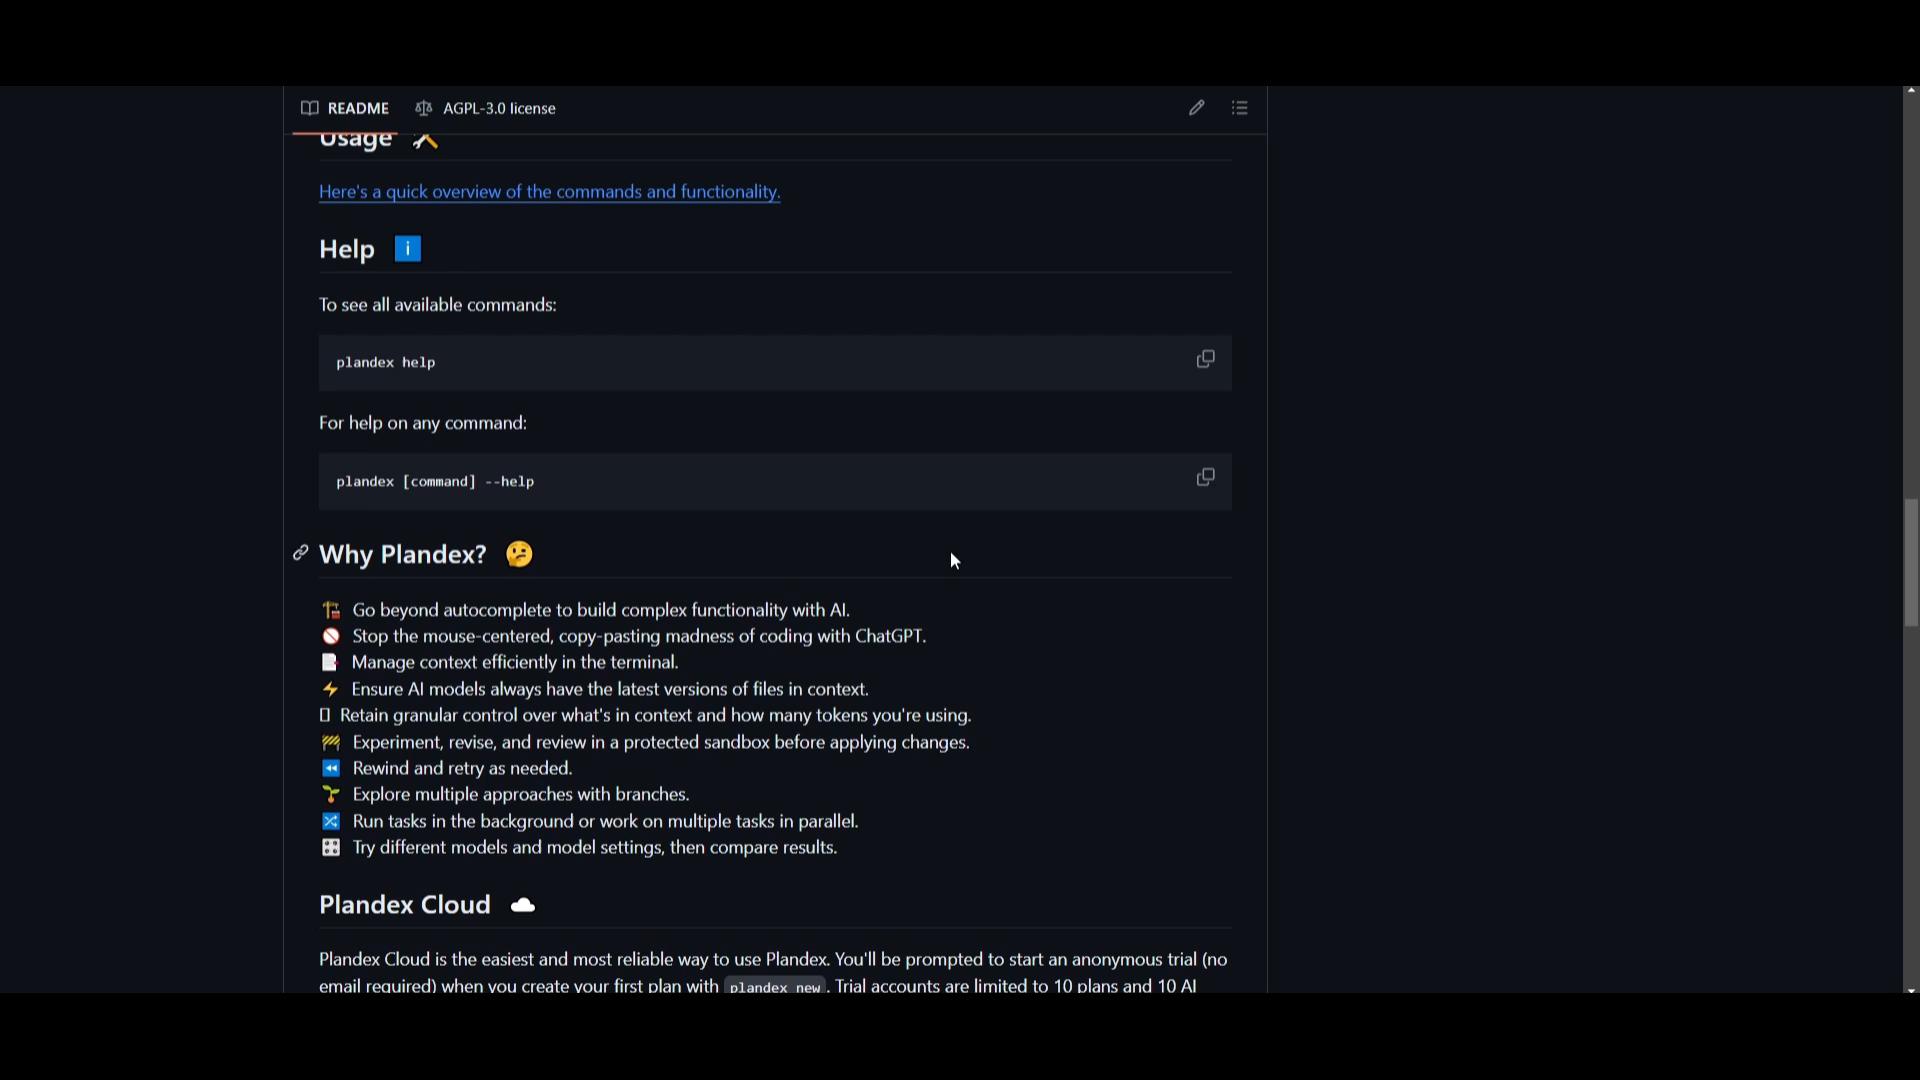 README AGPL-3.0 license
Usage
Here's a quick overview of the commands and functionality.
Help
To see all available commands:
plandex help
For help on any command:
plandex [command] --help
Why Plandex?
Go beyond autocomplete to build complex functionality with AI.
Stop the mouse-centered, copy-pasting madness of coding with ChatGPT.
Manage context efficiently in the terminal.
Ensure AI models always have the latest versions of files in context.
Retain granular control over what's in context and how many tokens you're using.
Experiment, revise, and review in a protected sandbox before applying changes.
Rewind and retry as needed.
Explore multiple approaches with branches.
Run tasks in the background or work on multiple tasks in parallel.
Try different models and model settings, then compare results.
Plandex Cloud
Plandex Cloud is the easiest and most reliable way to use Plandex. You'll be prompted to start an anonymous trial (no
email required) when you create your first plan with plandex new. Trial accounts are limited to 10 plans and 10 AI